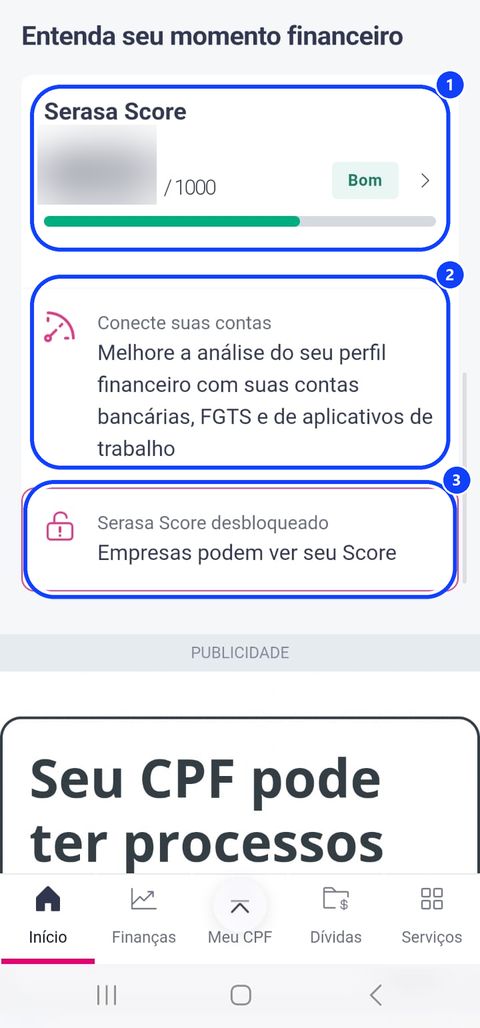 Entenda seu momento financeiro
1
Serasa Score
/ 1000
Bom
2
Conecte suas contas
Melhore a análise do seu perfil
financeiro com suas contas
bancárias, FGTS e de aplicativos de
trabalho
3
Serasa Score desbloqueado
Empresas podem ver seu Score
PUBLICIDADE
Seu CPF pode
ter processos
Início
Finanças
Meu CPF
Dívidas
Serviços